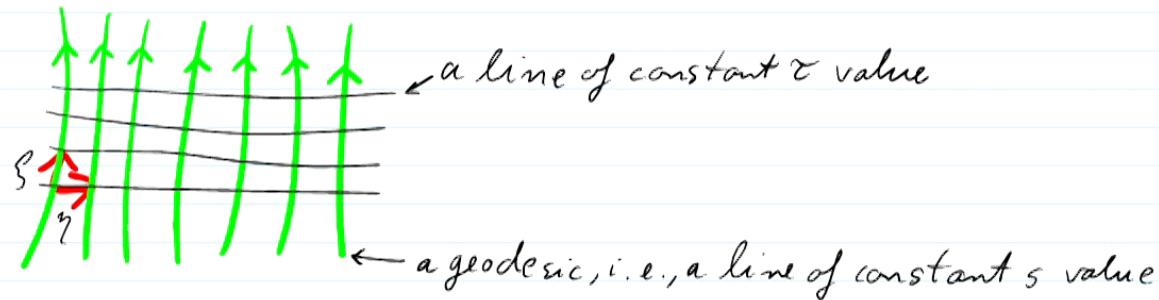 a line of constant τ value
ξ
η
a geodesic, i.e., a line of constant s value